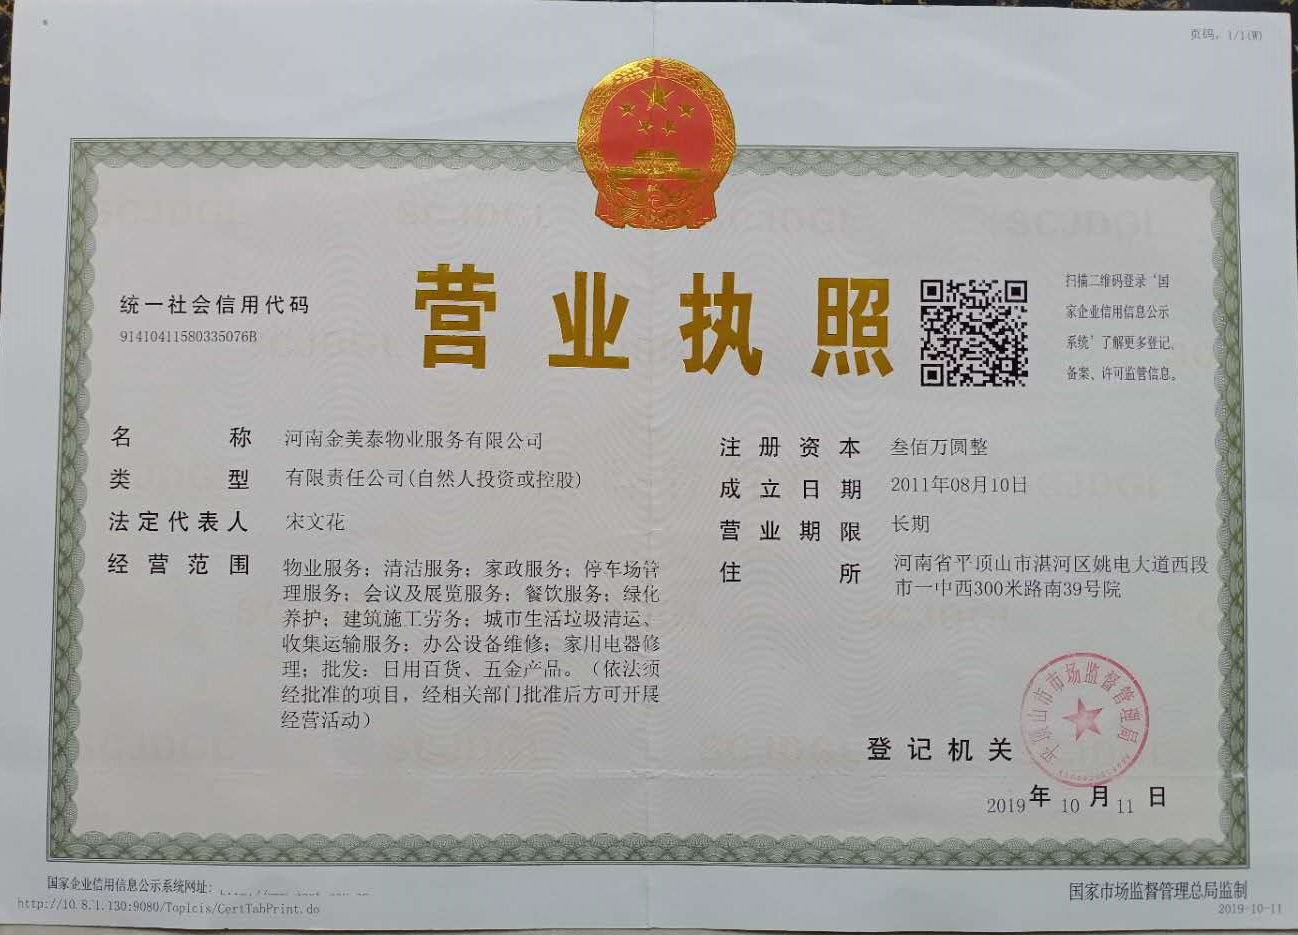 页码，1/1(W)
营业执照
统一社会信用代码
91410411580335076B
扫描二维码登录‘国
家企业信用信息公示
系统’了解更多登记、
备案、许可监管信息。
名称 河南金美泰物业服务有限公司
类型 有限责任公司(自然人投资或控股)
法定代表人 宋文花
经营范围 物业服务；清洁服务；家政服务；停车场管
理服务；会议及展览服务；餐饮服务；绿化
养护；建筑施工劳务；城市生活垃圾清运、
收集运输服务；办公设备维修；家用电器修
理；批发：日用百货、五金产品。（依法须
经批准的项目，经相关部门批准后方可开展
经营活动）
注册资本 叁佰万圆整
成立日期 2011年08月10日
营业期限 长期
住所 河南省平顶山市湛河区姚电大道西段
市一中西300米路南39号院
登记机关
平顶山市市场监督管理局
2019年10月11日
国家企业信用信息公示系统网址：
http://10.8.1.130:9080/Topicis/CertTabPrint.do
国家市场监督管理总局监制
2019-10-11